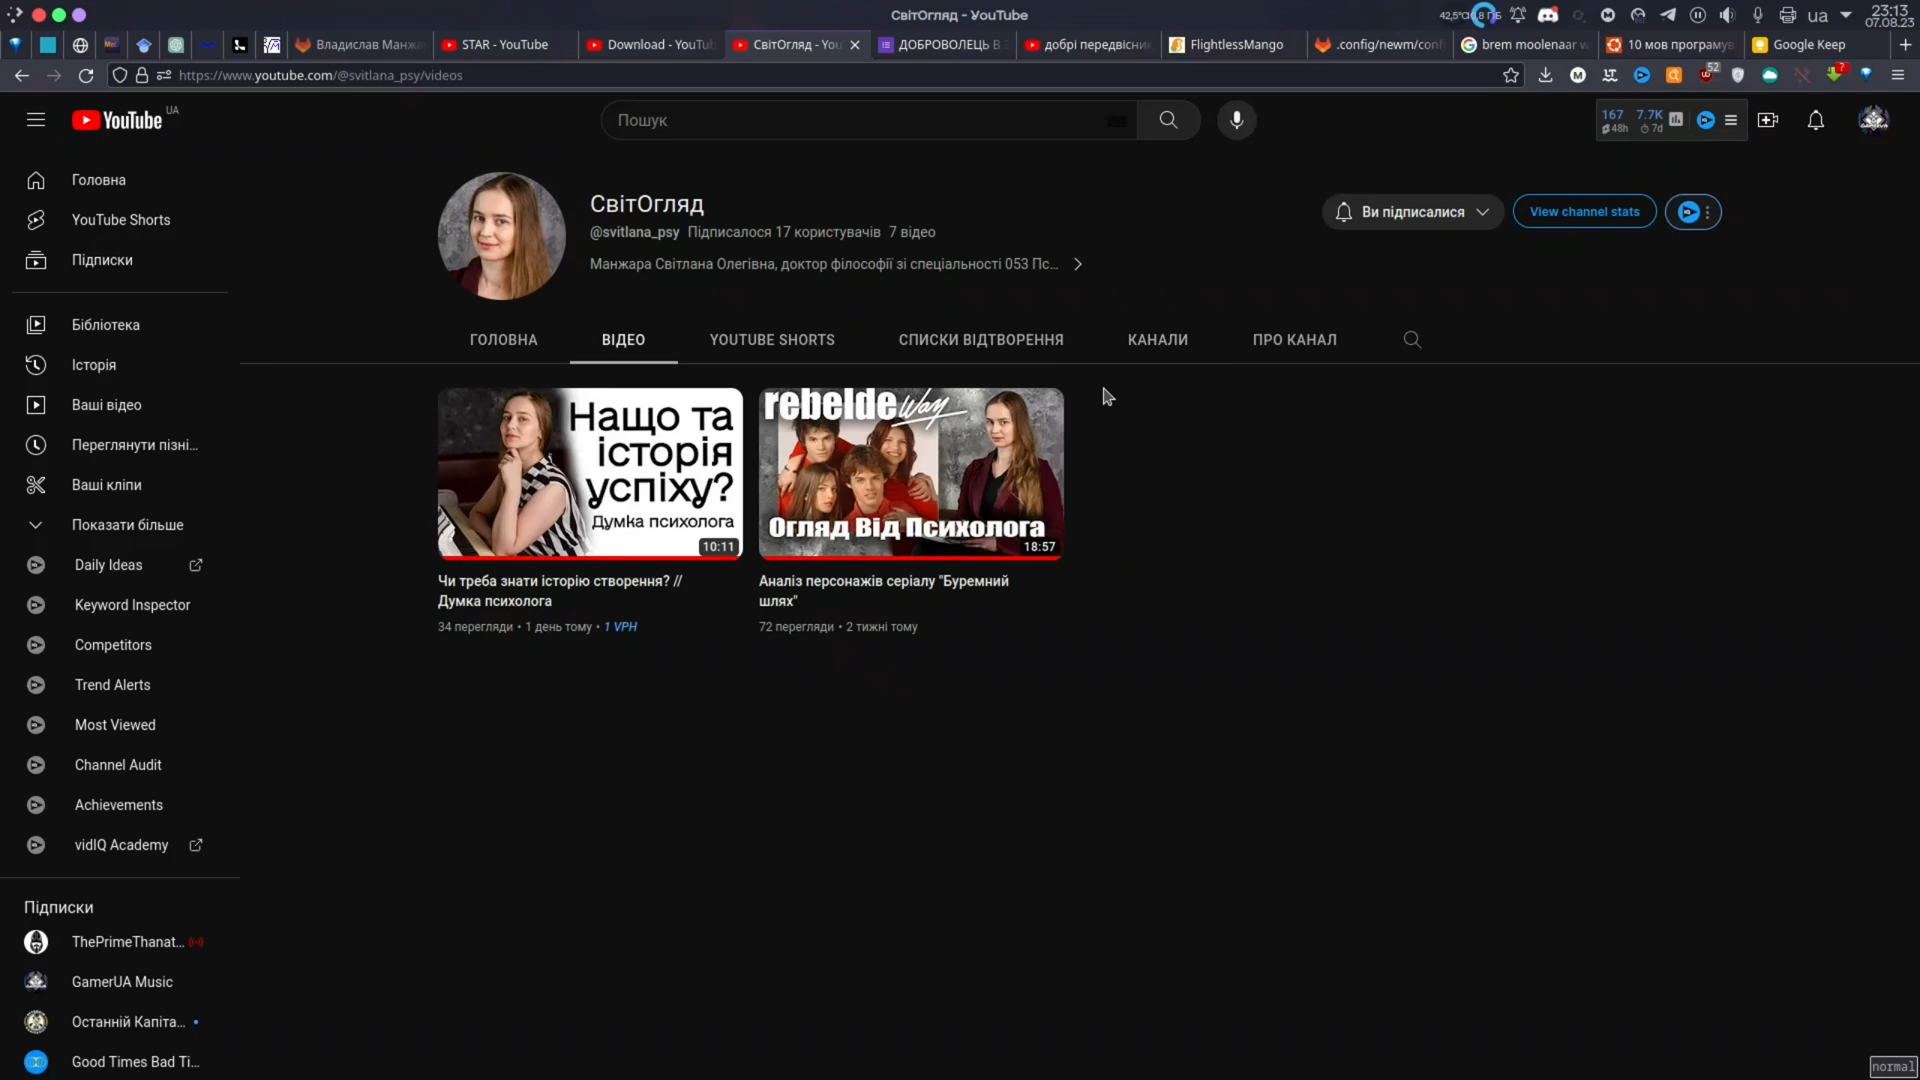 СвітОгляд - YouTube
ua
23:13
07.08.23
Владислав Манжа
STAR - YouTube
Download - YouTu
СвітОгляд - You
ДОБРОВОЛЕЦЬ В
добрі передвісник
FlightlessMango
.config/newm/conf
brem moolenaar w
10 мов програмув
Google Keep
https://www.youtube.com/@svitlana_psy/videos
52
YouTube
UA
Пошук
167
48h
7.7K
7d
Головна
YouTube Shorts
Підписки
Бібліотека
Історія
Ваші відео
Переглянути пізні...
Ваші кліпи
Показати більше
Daily Ideas
Keyword Inspector
Competitors
Trend Alerts
Most Viewed
Channel Audit
Achievements
vidIQ Academy
Підписки
ThePrimeThanat...
GamerUA Music
Останній Капіта...
Good Times Bad Ti...
СвітОгляд
@svitlana_psy Підписалося 17 користувачів 7 відео
Манжара Світлана Олегівна, доктор філософії зі спеціальності 053 Пс...
Ви підписалися
View channel stats
ГОЛОВНА
ВІДЕО
YOUTUBE SHORTS
СПИСКИ ВІДТВОРЕННЯ
КАНАЛИ
ПРО КАНАЛ
Нащо та
історія
успіху?
Думка психолога
10:11
Чи треба знати історію створення? //
Думка психолога
34 перегляди • 1 день тому • 1 VPH
rebelde Way
Огляд Від Психолога
18:57
Аналіз персонажів серіалу "Буремний
шлях"
72 перегляди • 2 тижні тому
normal